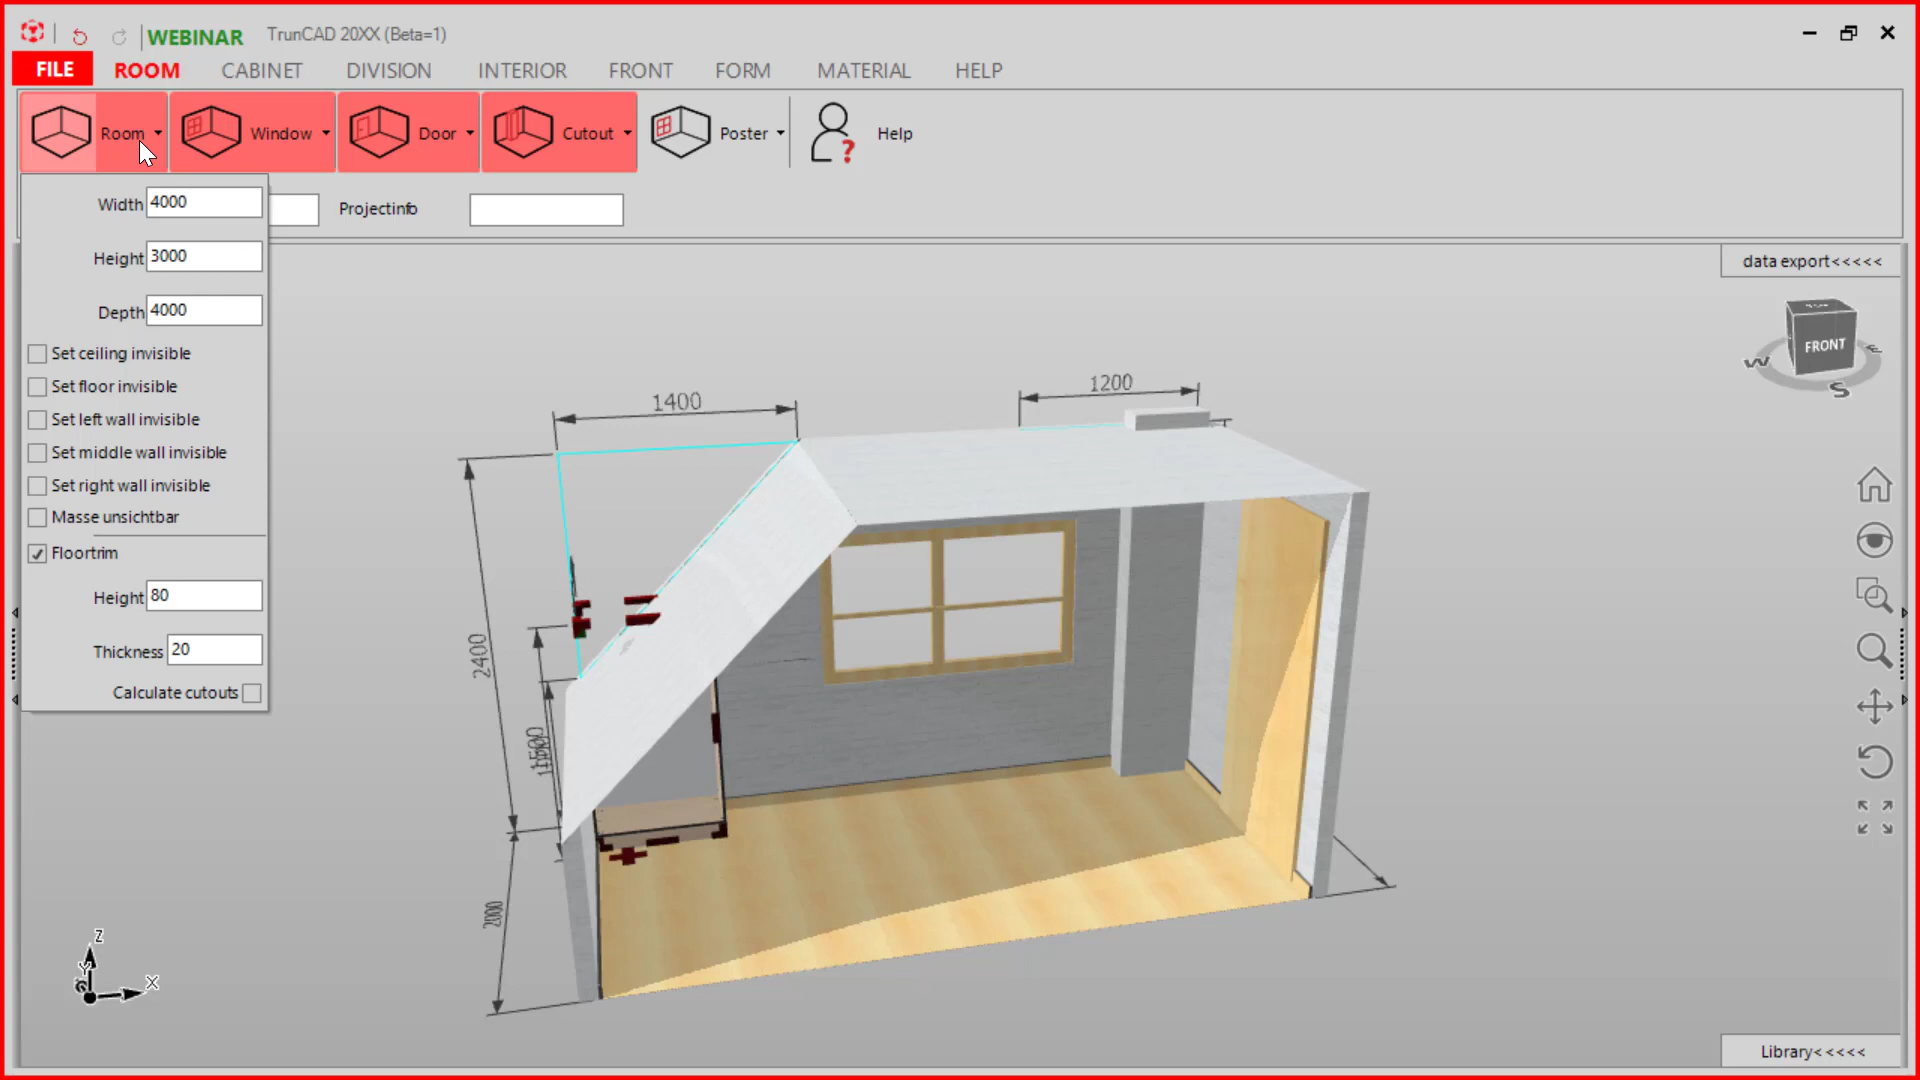 WEBINAR TrunCAD 20XX (Beta=1)
FILE ROOM CABINET DIVISION INTERIOR FRONT FORM MATERIAL HELP
Room Window Door Cutout Poster ? Help
Width 4000
Projectinfo
Height 3000
data export<<<<<
Depth 4000
Set ceiling invisible
Set floor invisible
Set left wall invisible
Set middle wall invisible
Set right wall invisible
Masse unsichtbar
Floortrim
Height 80
Thickness 20
Calculate cutouts
FRONT
W
S
1400
1200
2400
2000
Z
Y
X
Library<<<<<